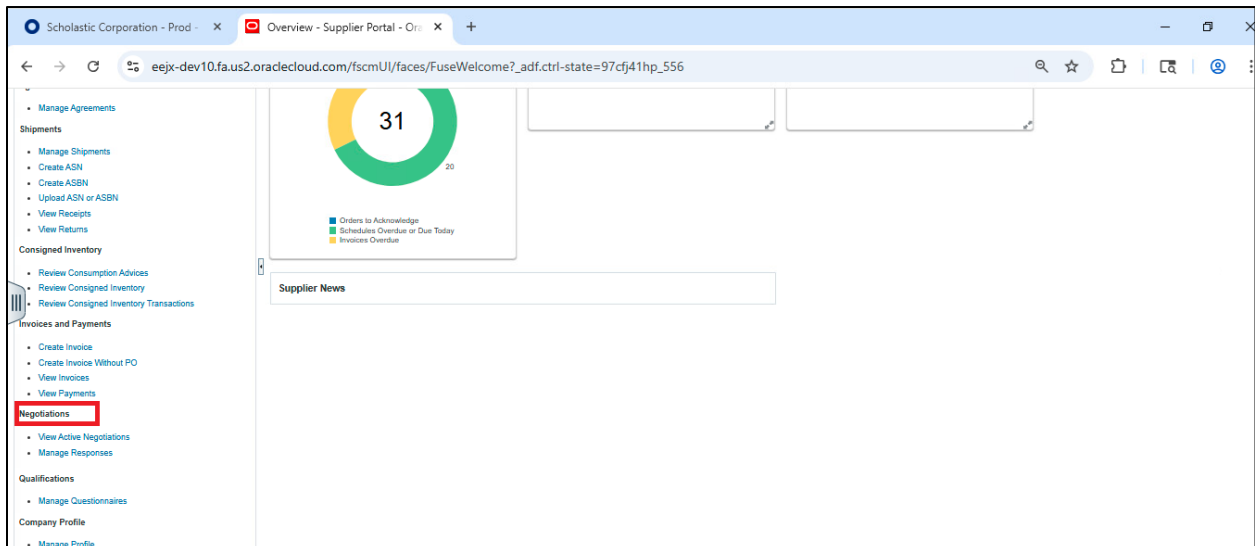 Scholastic Corporation - Prod -
Overview - Supplier Portal - Ora
eejx-dev10.fa.us2.oraclecloud.com/fscmUI/faces/FuseWelcome?_adf.ctrl-state=97cfj41hp_556
Manage Agreements
Shipments
Manage Shipments
Create ASN
Create ASBN
Upload ASN or ASBN
View Receipts
View Returns
Consigned Inventory
Review Consumption Advices
Review Consigned Inventory
Review Consigned Inventory Transactions
Invoices and Payments
Create Invoice
Create Invoice Without PO
View Invoices
View Payments
Negotiations
View Active Negotiations
Manage Responses
Qualifications
Manage Questionnaires
Company Profile
Manage Profile
31
20
Orders to Acknowledge
Schedules Overdue or Due Today
Invoices Overdue
Supplier News